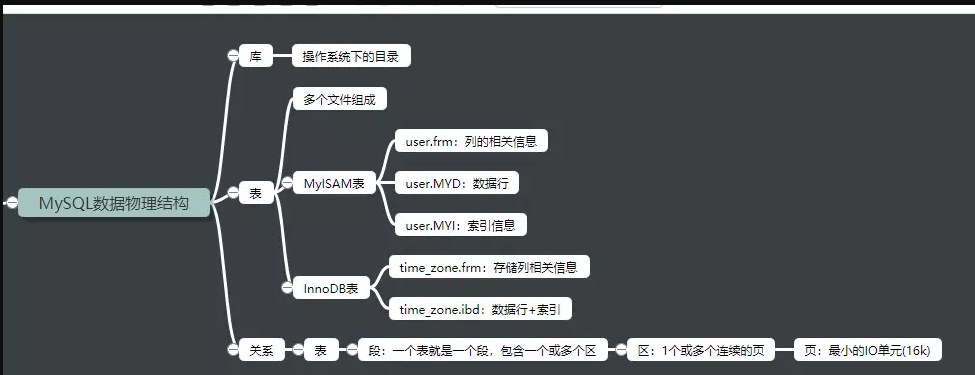 库
操作系统下的目录
多个文件组成
user.frm：列的相关信息
MyISAM表
user.MYD：数据行
表
MySQL数据物理结构
user.MYI：索引信息
time_zone.frm：存储列相关信息
InnoDB表
time_zone.ibd：数据行+索引
关系
表
段：一个表就是一个段，包含一个或多个区
区：1个或多个连续的页
页：最小的IO单元(16k)